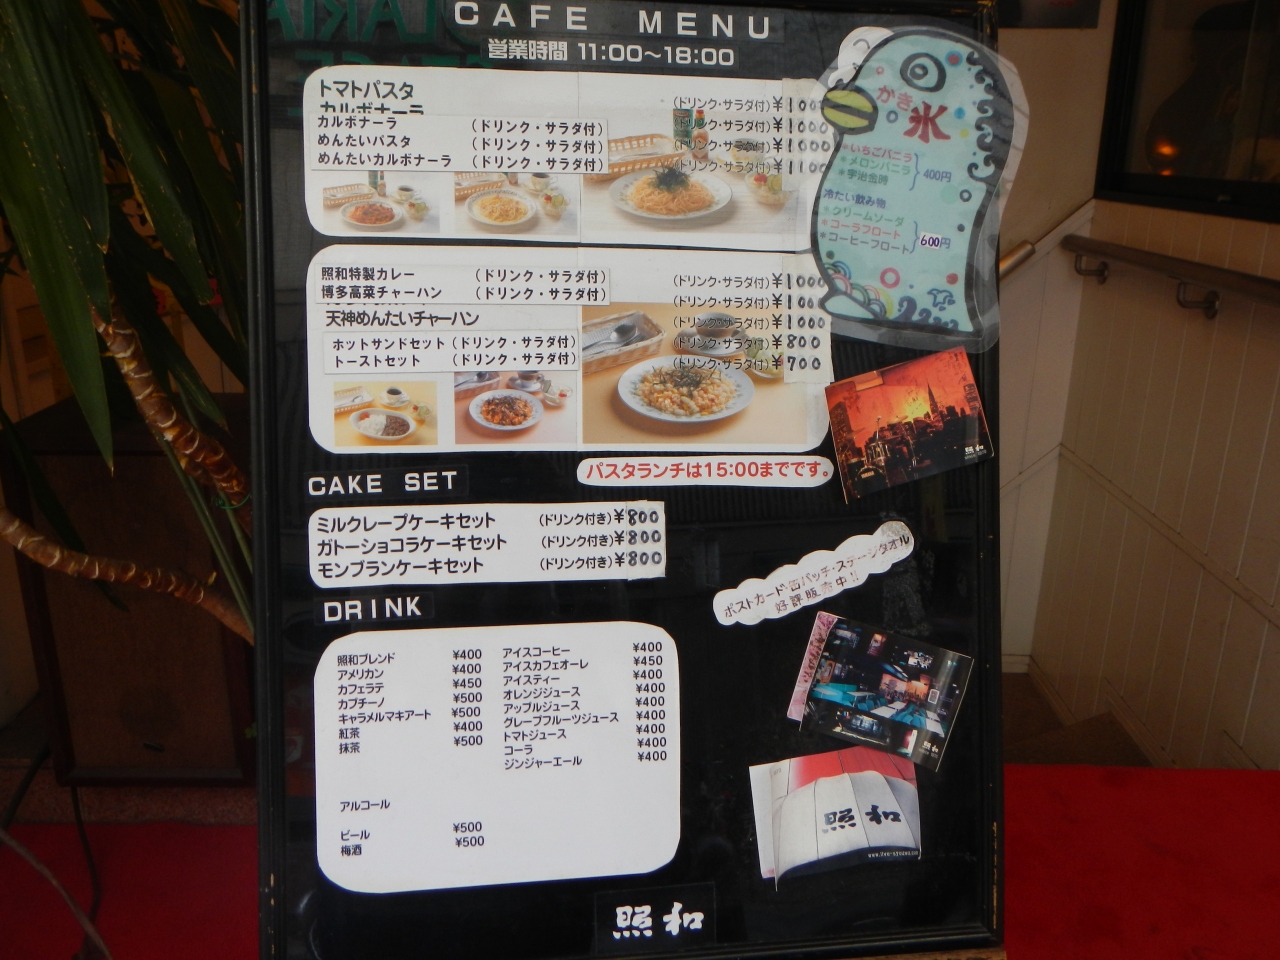 CAFE MENU
営業時間 11:00～18:00
トマトパスタ (ドリンク・サラダ付)¥1000
カルボナーラ
カルボナーラ (ドリンク・サラダ付) (ドリンク・サラダ付)¥1000
めんたいパスタ (ドリンク・サラダ付) (ドリンク・サラダ付)¥1000
めんたいカルボナーラ (ドリンク・サラダ付) (ドリンク・サラダ付)¥1100
照和特製カレー (ドリンク・サラダ付) (ドリンク・サラダ付)¥1000
博多高菜チャーハン (ドリンク・サラダ付) (ドリンク・サラダ付)¥1000
天神めんたいチャーハン (ドリンク・サラダ付)¥1000
ホットサンドセット (ドリンク・サラダ付) (ドリンク・サラダ付)¥800
トーストセット (ドリンク・サラダ付) (ドリンク・サラダ付)¥700
パスタランチは15:00までです。
かき氷
*いちごバニラ
*メロンバニラ
*宇治金時
400円
冷たい飲み物
*クリームソーダ
*コーラフロート
*コーヒーフロート
600円
照和
CAKE SET
ミルクレープケーキセット (ドリンク付き)¥800
ガトーショコラケーキセット (ドリンク付き)¥800
モンブランケーキセット (ドリンク付き)¥800
ポストカード・缶バッチ・ステージタオル
好評販売中!!
DRINK
照和ブレンド ¥400
アメリカン ¥400
カフェラテ ¥450
カプチーノ ¥500
キャラメルマキアート ¥500
紅茶 ¥400
抹茶 ¥500
アルコール
ビール ¥500
梅酒 ¥500
アイスコーヒー ¥400
アイスカフェオーレ ¥450
アイスティー ¥400
オレンジジュース ¥400
アップルジュース ¥400
グレープフルーツジュース ¥400
トマトジュース ¥400
コーラ ¥400
ジンジャーエール ¥400
照和
照和
照和